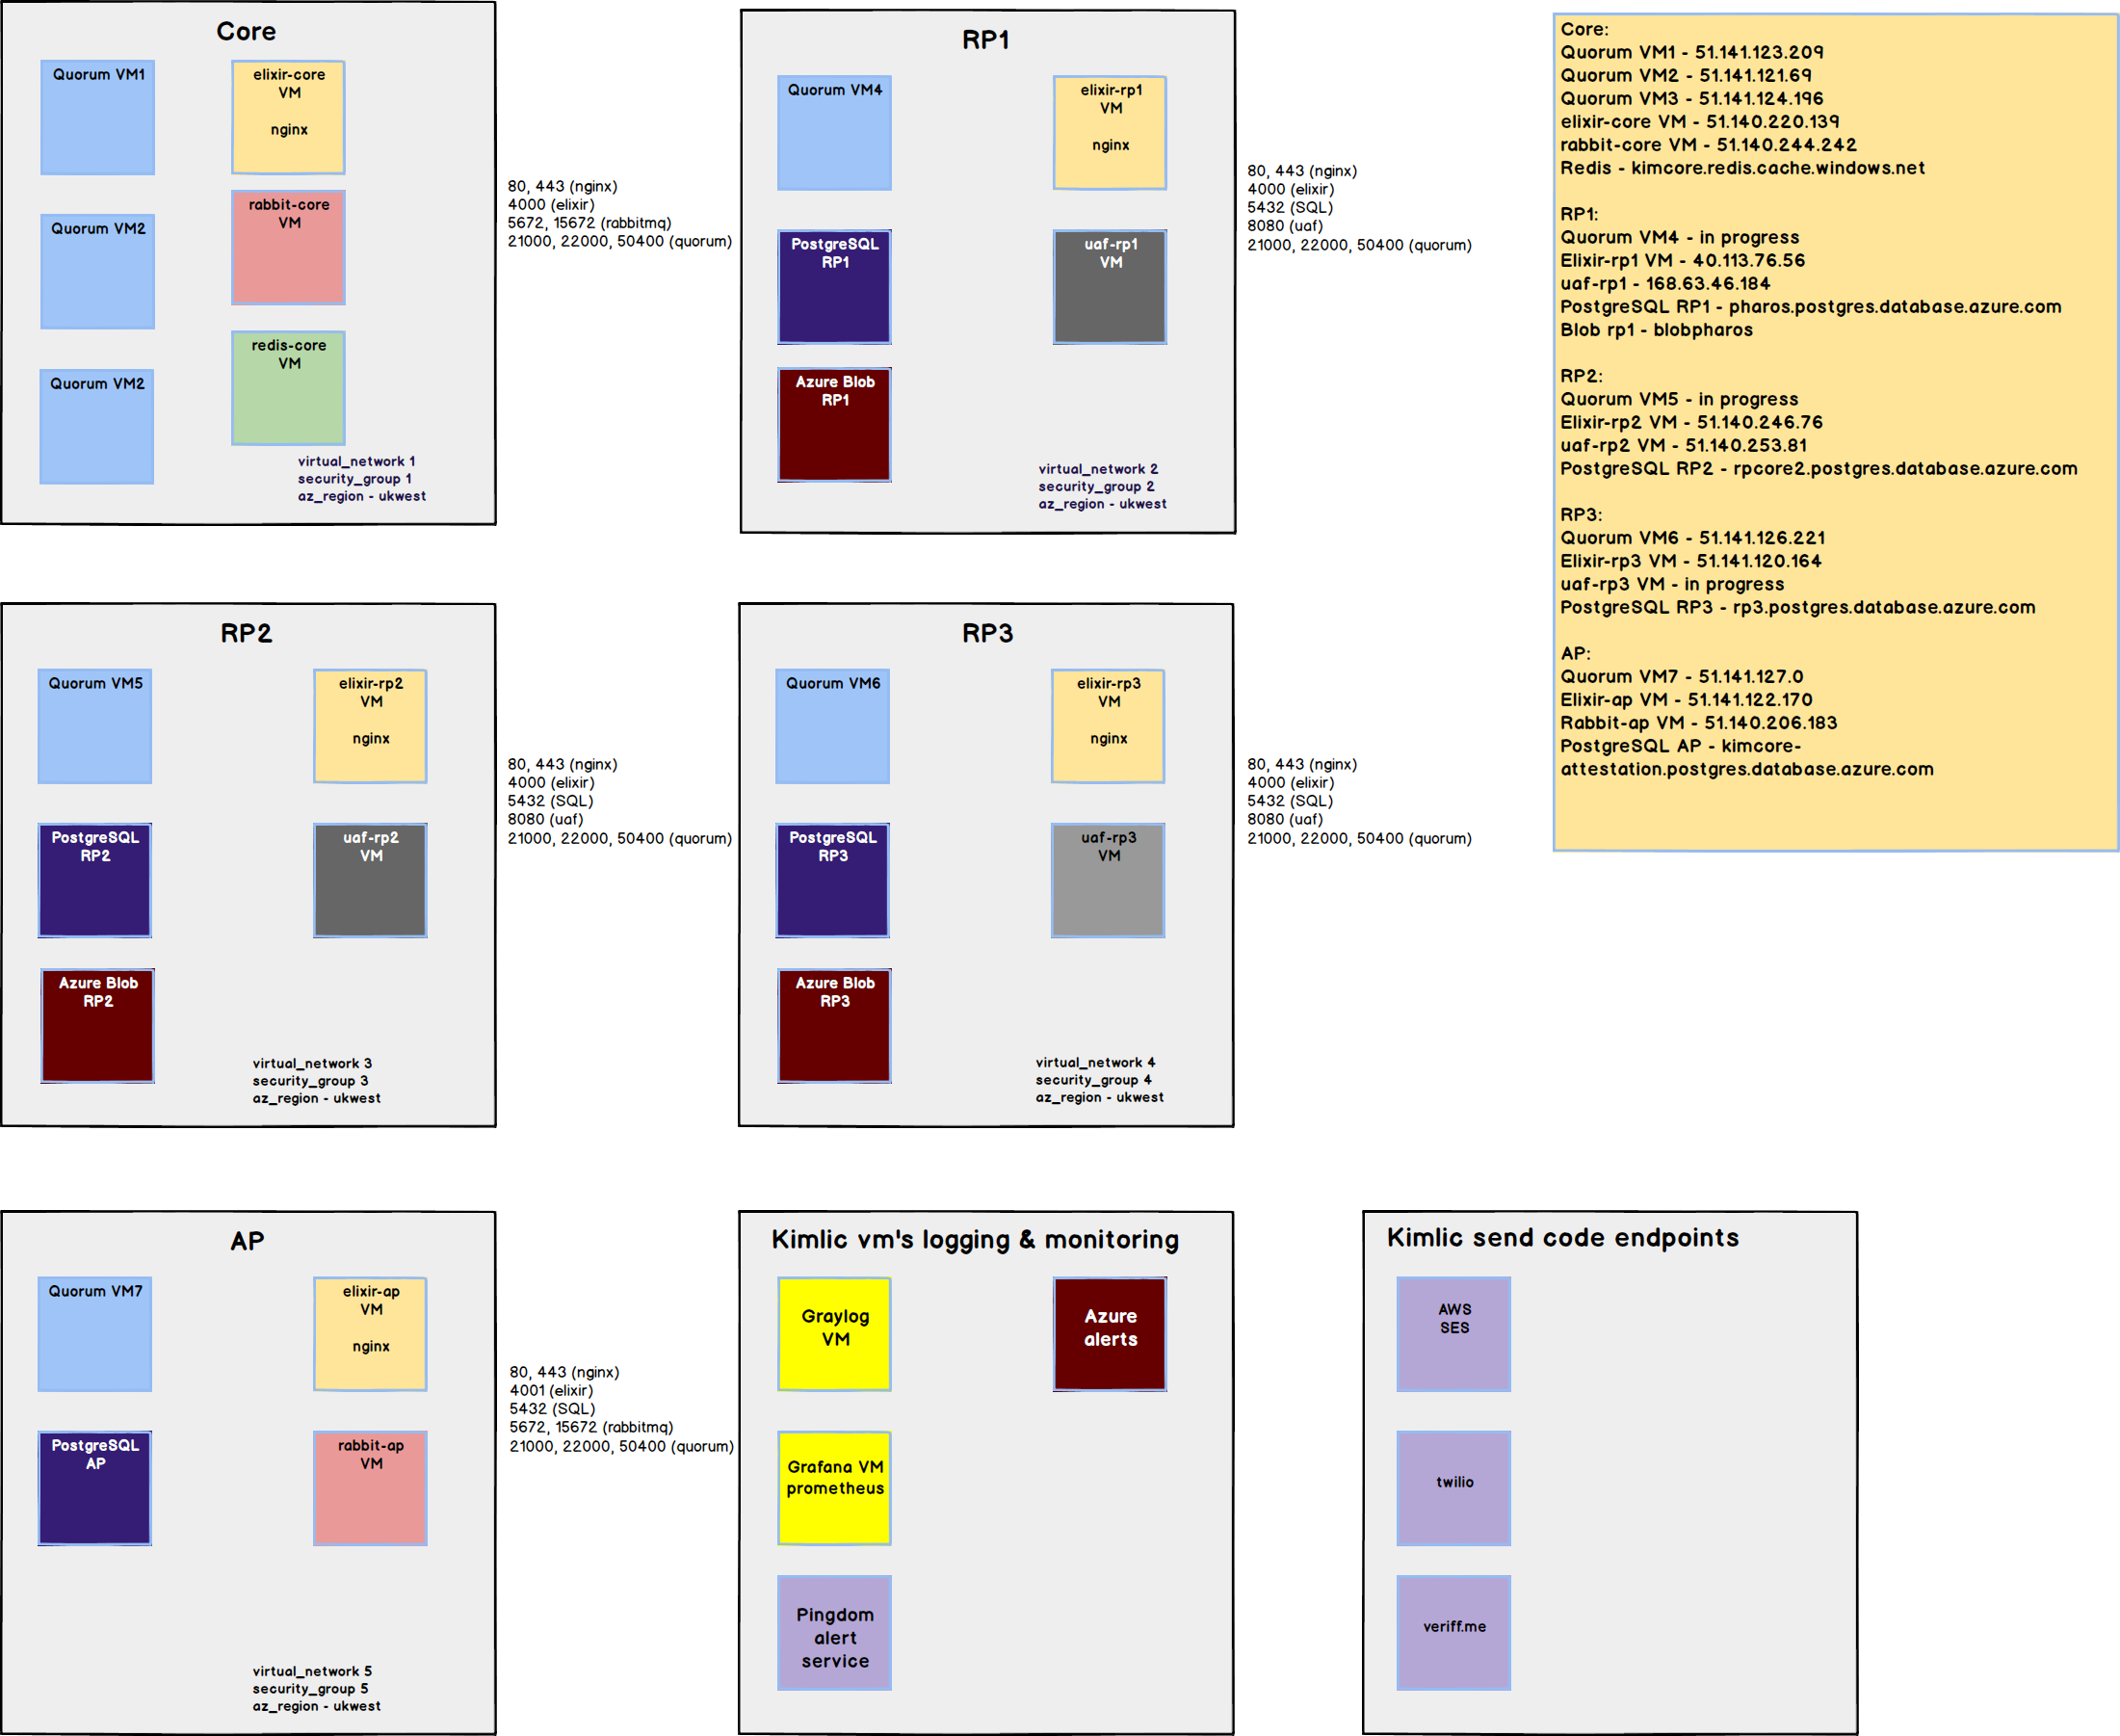 Core
Quorum VM1
elixir-core
VM
nginx
Quorum VM2
rabbit-core
VM
Quorum VM2
redis-core
VM
virtual_network 1
security_group 1
az_region - ukwest
80, 443 (nginx)
4000 (elixir)
5672, 15672 (rabbitmq)
21000, 22000, 50400 (quorum)
RP1
Quorum VM4
elixir-rp1
VM
nginx
PostgreSQL
RP1
uaf-rp1
VM
Azure Blob
RP1
virtual_network 2
security_group 2
az_region - ukwest
80, 443 (nginx)
4000 (elixir)
5432 (SQL)
8080 (uaf)
21000, 22000, 50400 (quorum)
Core:
Quorum VM1 - 51.141.123.209
Quorum VM2 - 51.141.121.69
Quorum VM3 - 51.141.124.196
elixir-core VM - 51.140.220.139
rabbit-core VM - 51.140.244.242
Redis - kimcore.redis.cache.windows.net
RP1:
Quorum VM4 - in progress
Elixir-rp1 VM - 40.113.76.56
uaf-rp1 - 168.63.46.184
PostgreSQL RP1 - pharos.postgres.database.azure.com
Blob rp1 - blobpharos
RP2:
Quorum VM5 - in progress
Elixir-rp2 VM - 51.140.246.76
uaf-rp2 VM - 51.140.253.81
PostgreSQL RP2 - rpcore2.postgres.database.azure.com
RP3:
Quorum VM6 - 51.141.126.221
Elixir-rp3 VM - 51.141.120.164
uaf-rp3 VM - in progress
PostgreSQL RP3 - rp3.postgres.database.azure.com
AP:
Quorum VM7 - 51.141.127.0
Elixir-ap VM - 51.141.122.170
Rabbit-ap VM - 51.140.206.183
PostgreSQL AP - kimcore-
attestation.postgres.database.azure.com
RP2
Quorum VM5
elixir-rp2
VM
nginx
PostgreSQL
RP2
uaf-rp2
VM
Azure Blob
RP2
virtual_network 3
security_group 3
az_region - ukwest
80, 443 (nginx)
4000 (elixir)
5432 (SQL)
8080 (uaf)
21000, 22000, 50400 (quorum)
RP3
Quorum VM6
elixir-rp3
VM
nginx
PostgreSQL
RP3
uaf-rp3
VM
Azure Blob
RP3
virtual_network 4
security_group 4
az_region - ukwest
80, 443 (nginx)
4000 (elixir)
5432 (SQL)
8080 (uaf)
21000, 22000, 50400 (quorum)
AP
Quorum VM7
elixir-ap
VM
nginx
PostgreSQL
AP
rabbit-ap
VM
virtual_network 5
security_group 5
az_region - ukwest
80, 443 (nginx)
4001 (elixir)
5432 (SQL)
5672, 15672 (rabbitmq)
21000, 22000, 50400 (quorum)
Kimlic vm's logging & monitoring
Graylog
VM
Azure
alerts
Grafana VM
prometheus
Pingdom
alert
service
Kimlic send code endpoints
AWS
SES
twilio
veriff.me